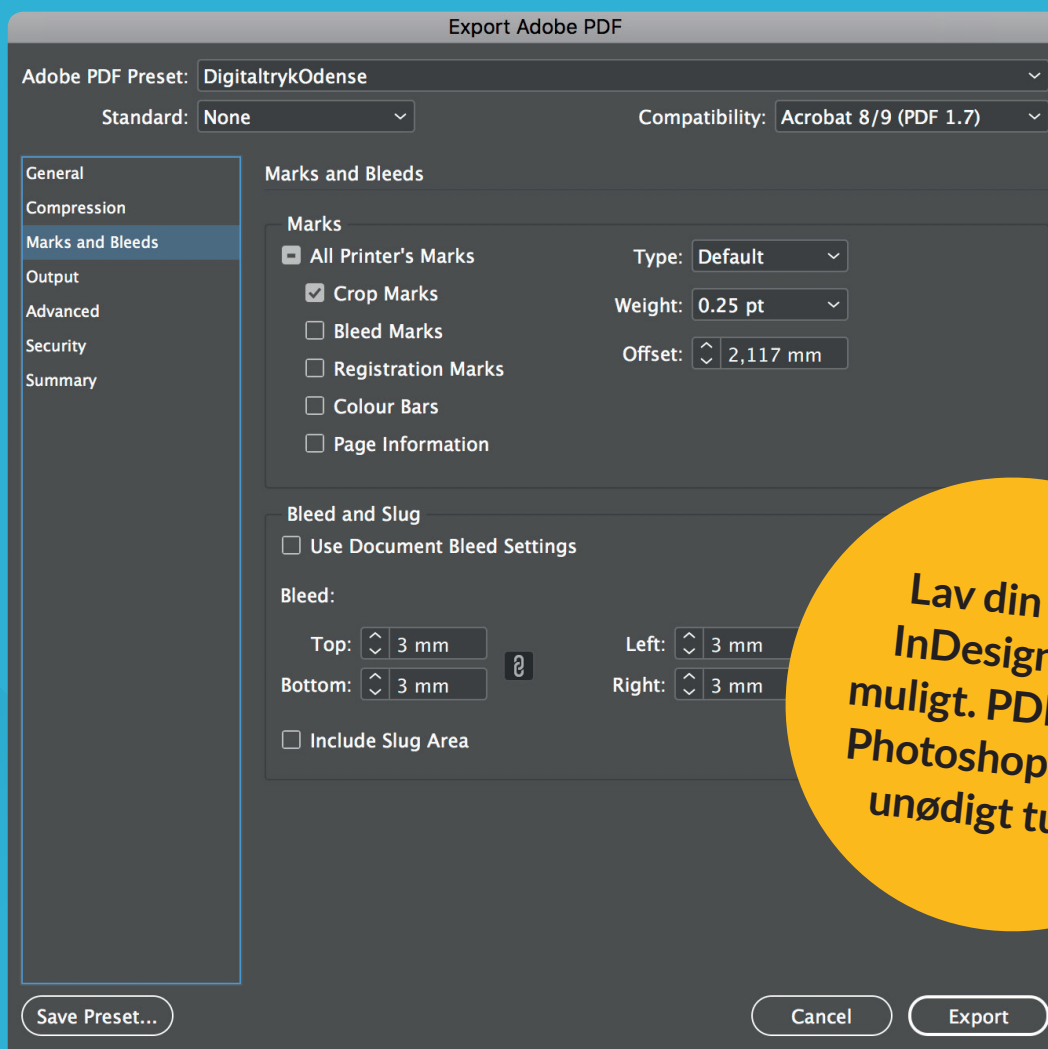 Export Adobe PDF
Adobe PDF Preset: DigitaltrykOdense
Standard: None Compatibility: Acrobat 8/9 (PDF 1.7)
General
Compression
Marks and Bleeds
Output
Advanced
Security
Summary
Marks and Bleeds
Marks
All Printer's Marks
Crop Marks
Bleed Marks
Registration Marks
Colour Bars
Page Information
Type: Default
Weight: 0.25 pt
Offset: 2,117 mm
Bleed and Slug
Use Document Bleed Settings
Bleed:
Top: 3 mm Left: 3 mm
Bottom: 3 mm Right: 3 mm
Include Slug Area
Lav din
InDesign
muligt. PDF
Photoshop
unødigt
Save Preset... Cancel Export